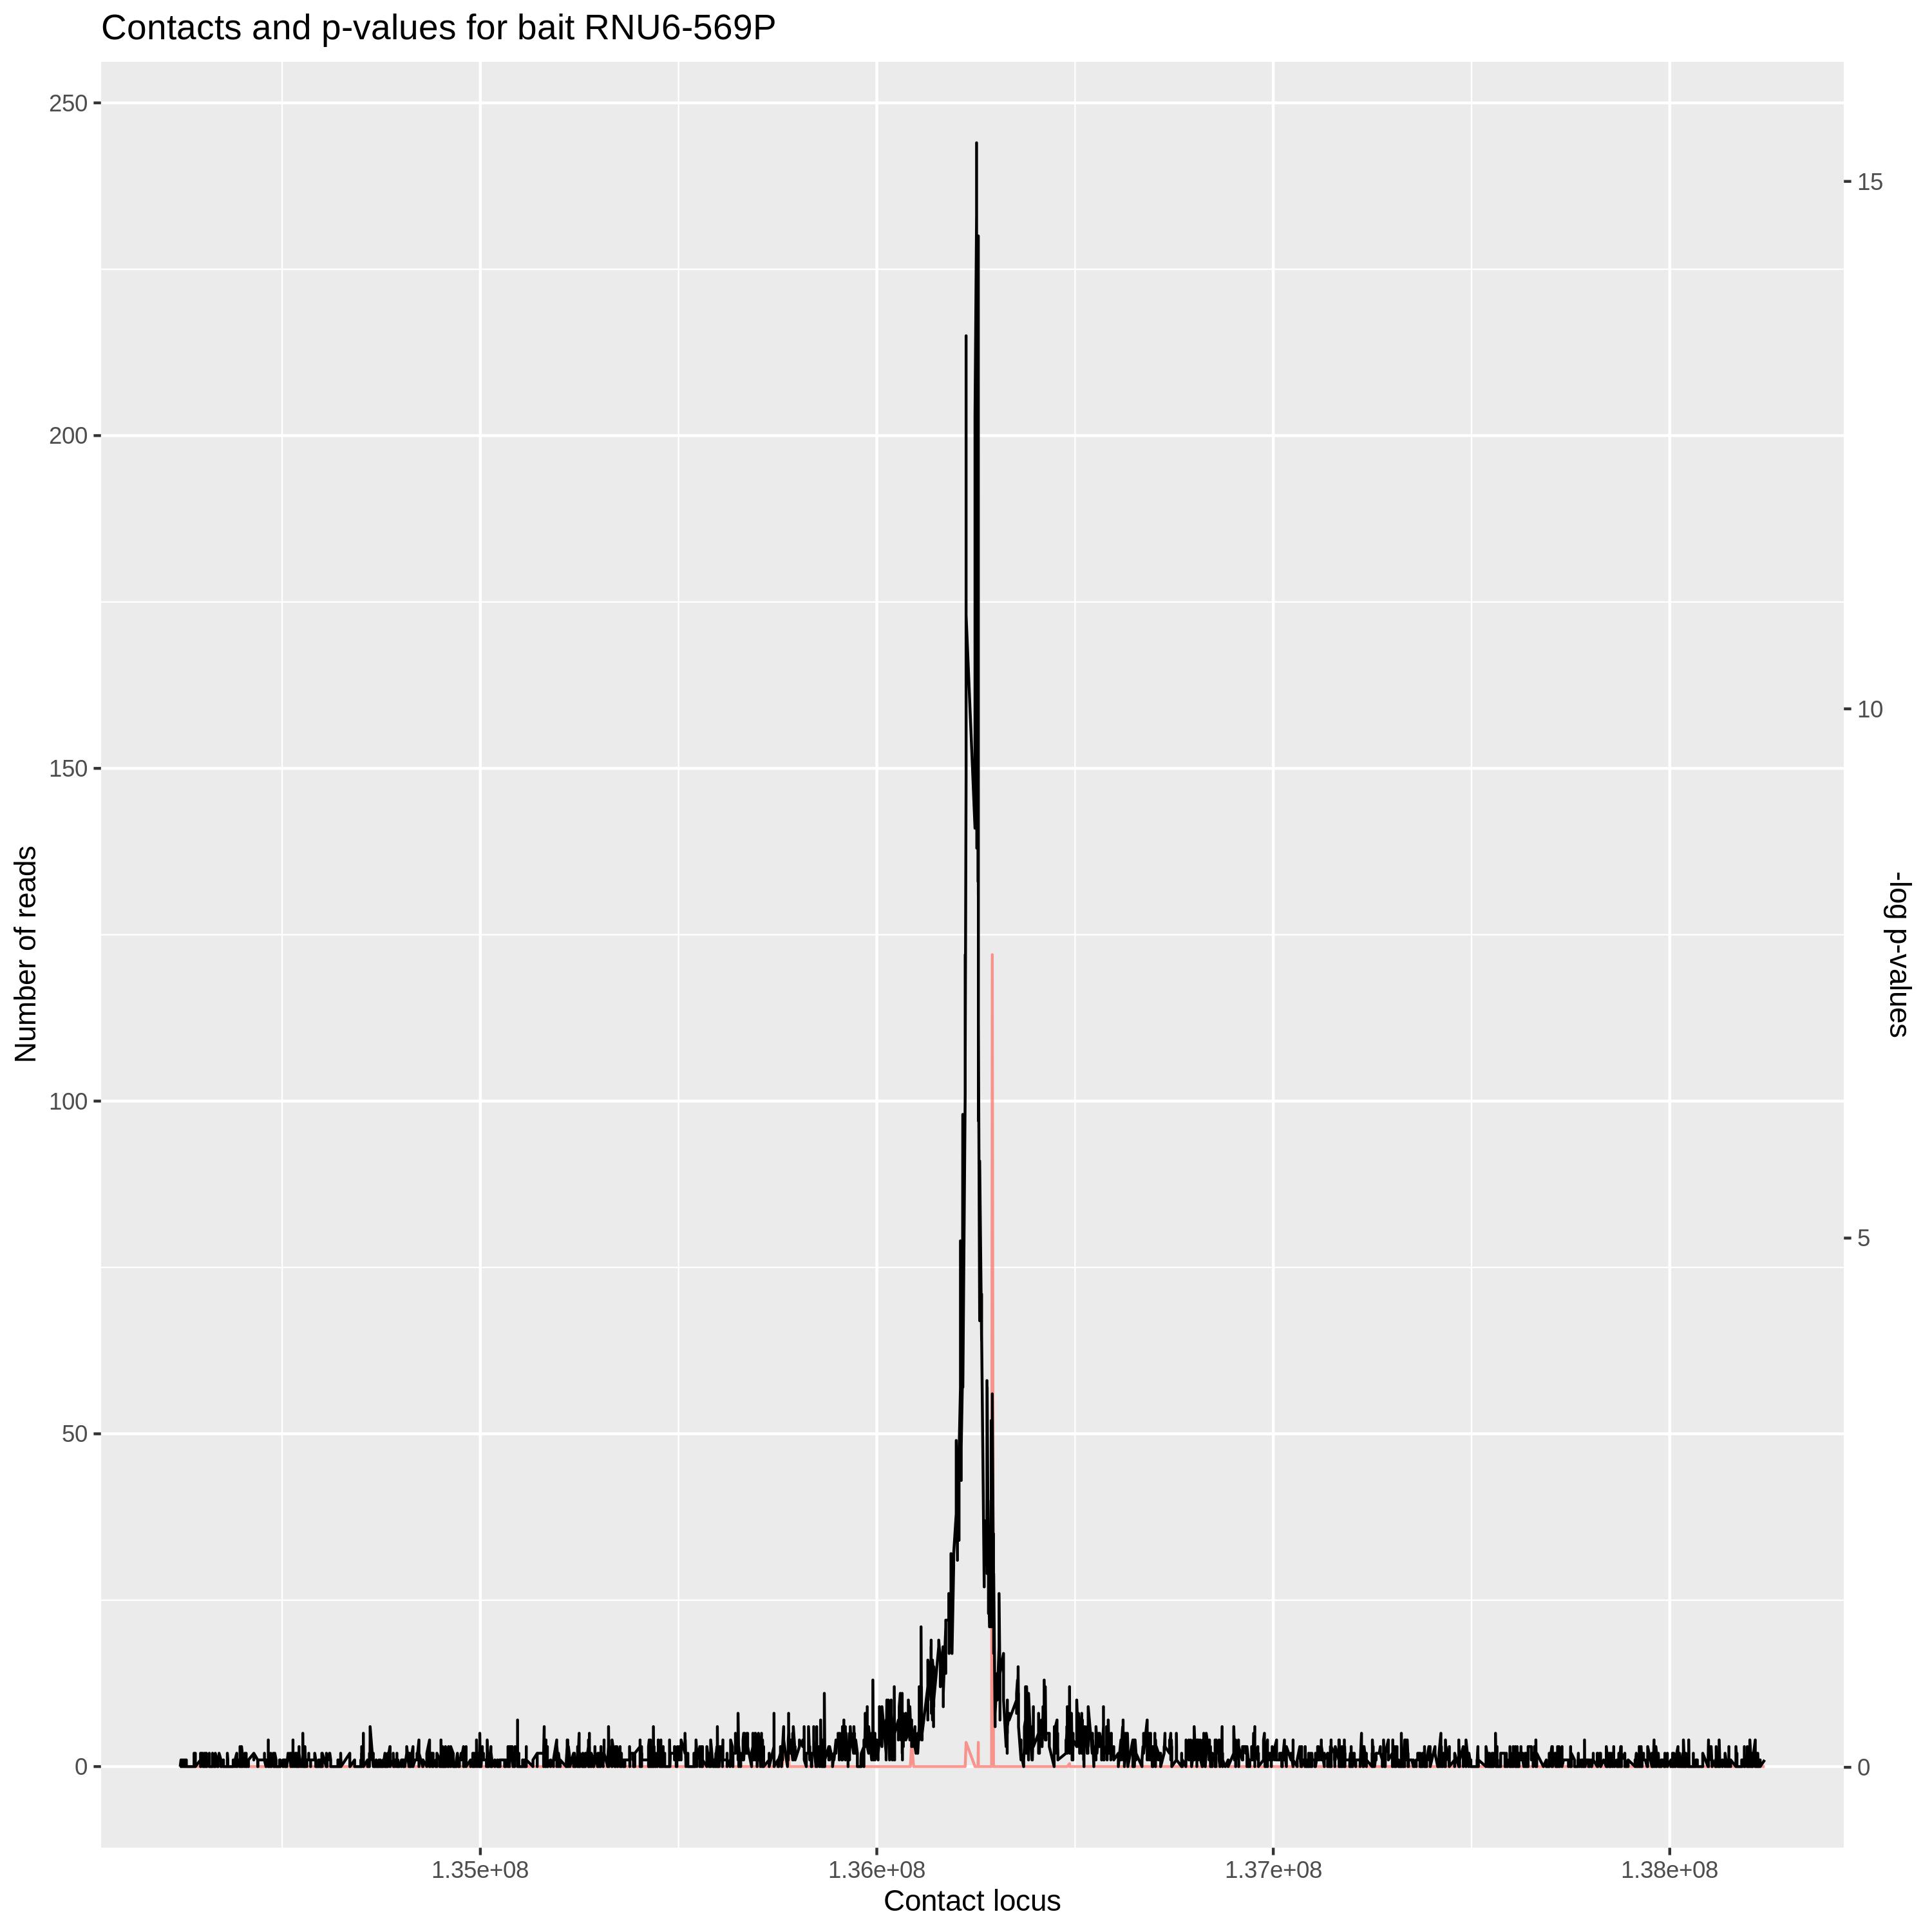 Contacts and p-values for bait RNU6-569P
250
200
150
100
50
0
Number of reads
15
10
5
0
-log p-values
1.35e+08
1.36e+08
1.37e+08
1.38e+08
Contact locus